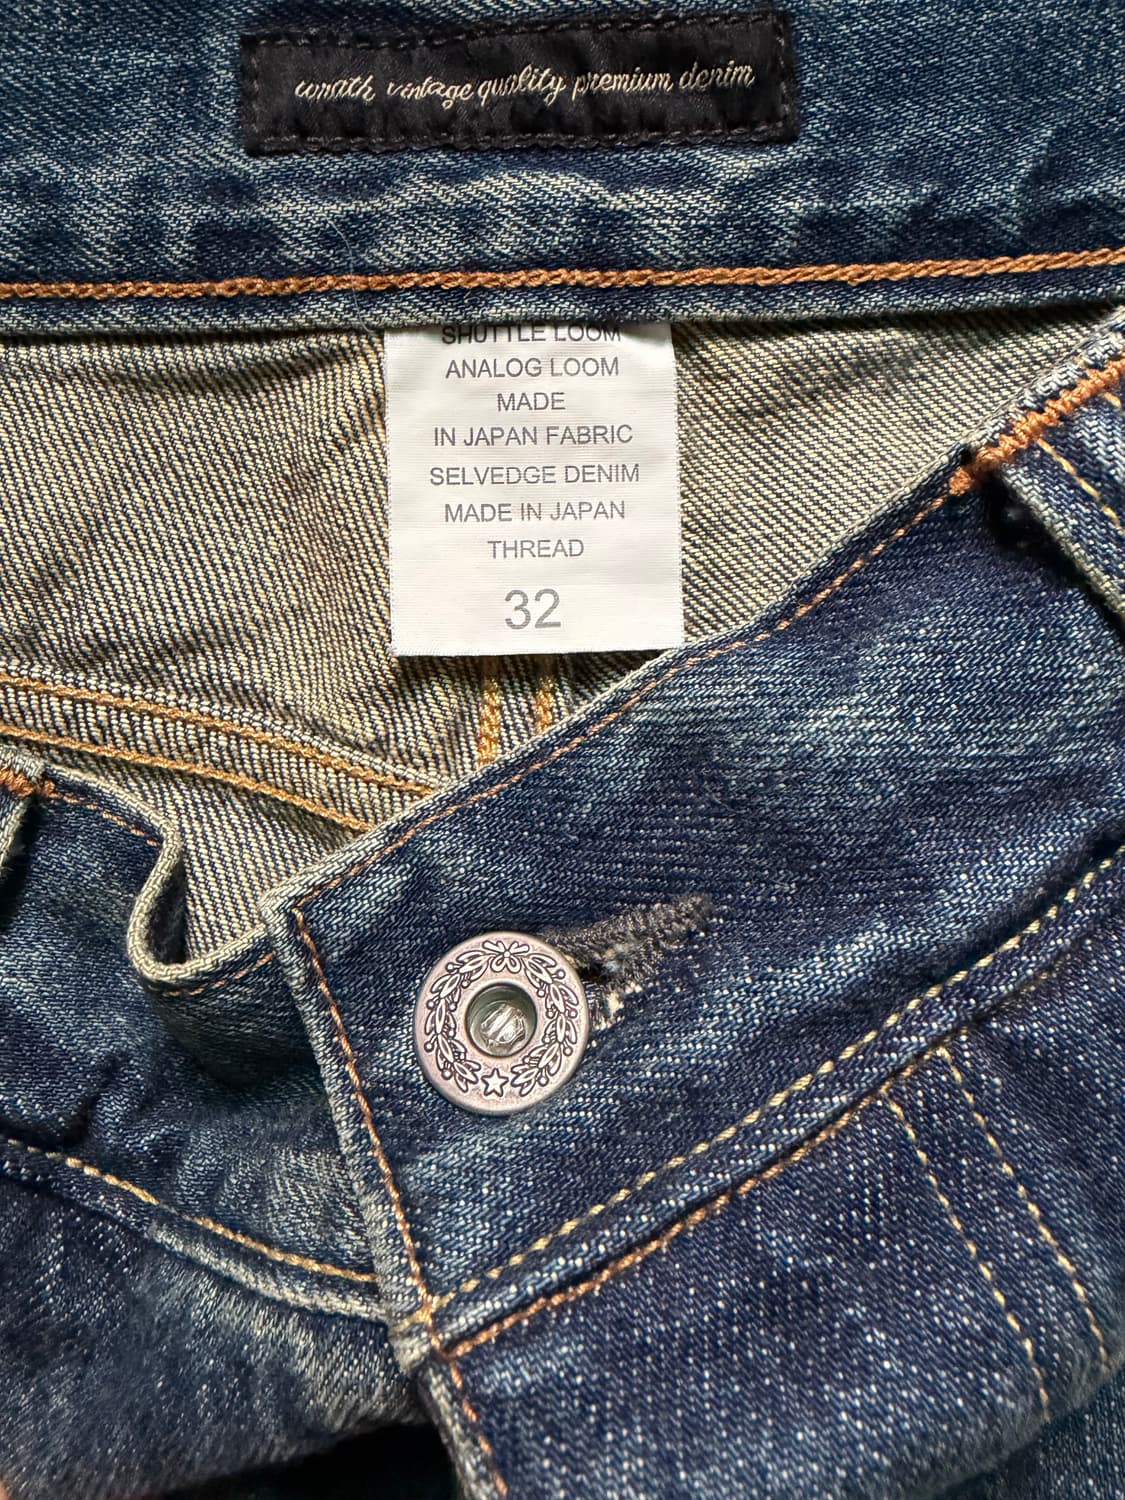 wrath vintage quality premium denim
SHUTTLE LOOM
ANALOG LOOM
MADE
IN JAPAN FABRIC
SELVEDGE DENIM
MADE IN JAPAN
THREAD
32